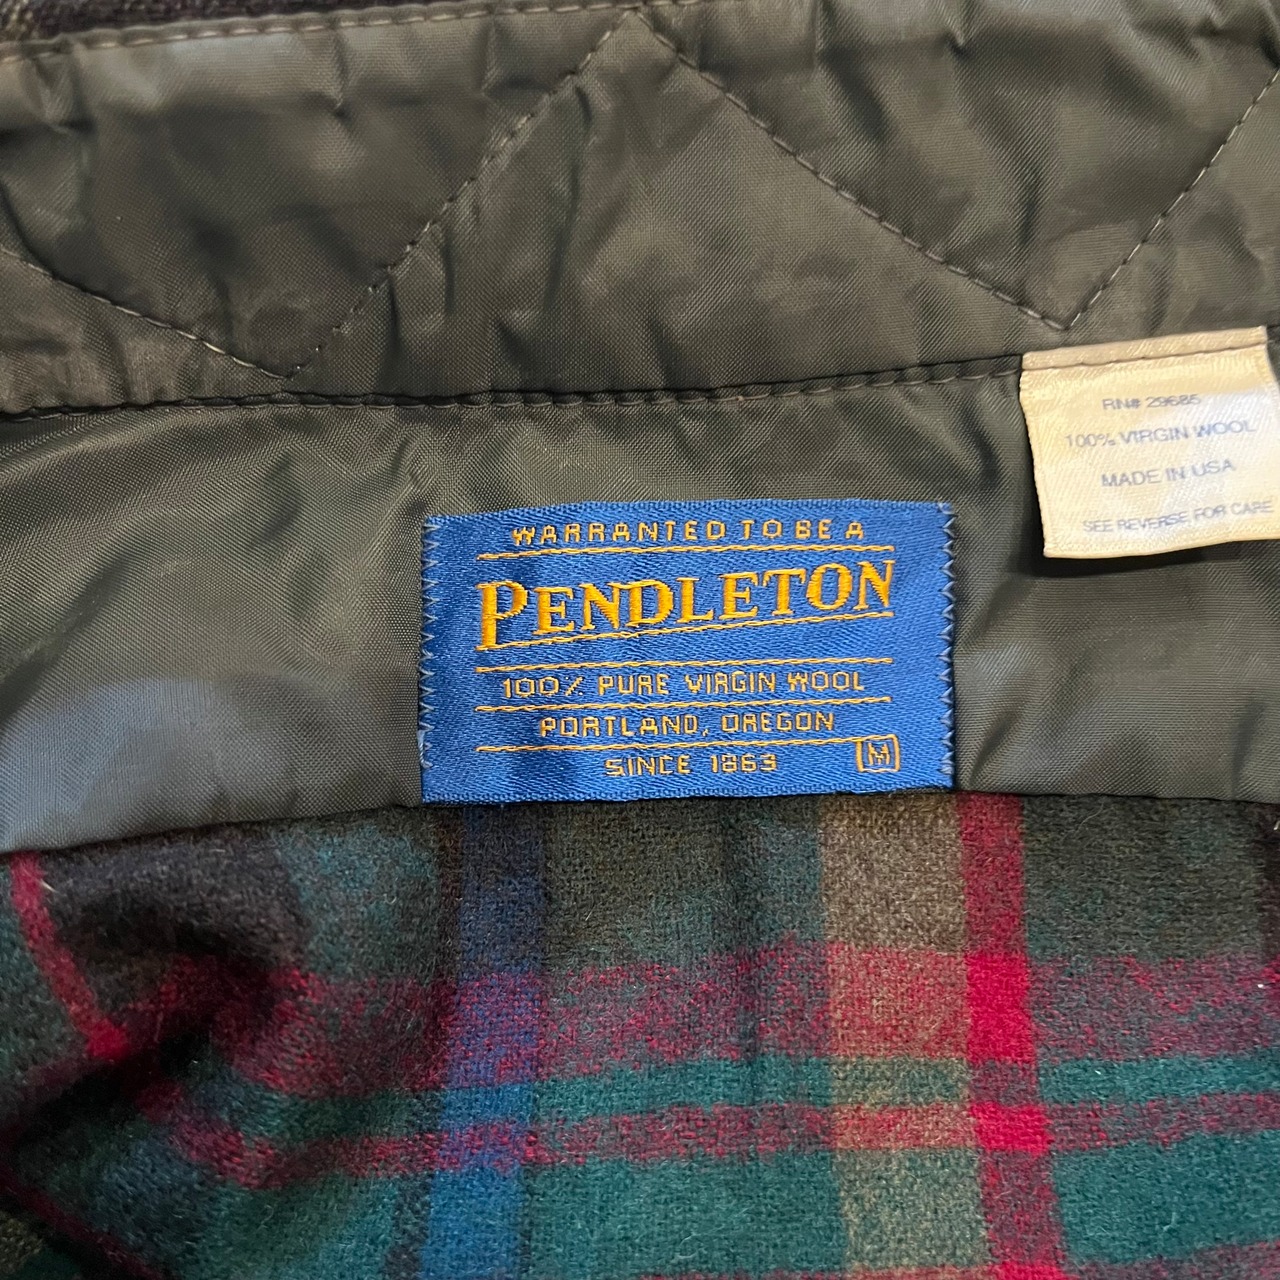 WARRANTED TO BE A
PENDLETON
100% PURE VIRGIN WOOL
PORTLAND, OREGON
SINCE 1863
M
RN# 29685
100% VIRGIN WOOL
MADE IN USA
SEE REVERSE FOR CARE